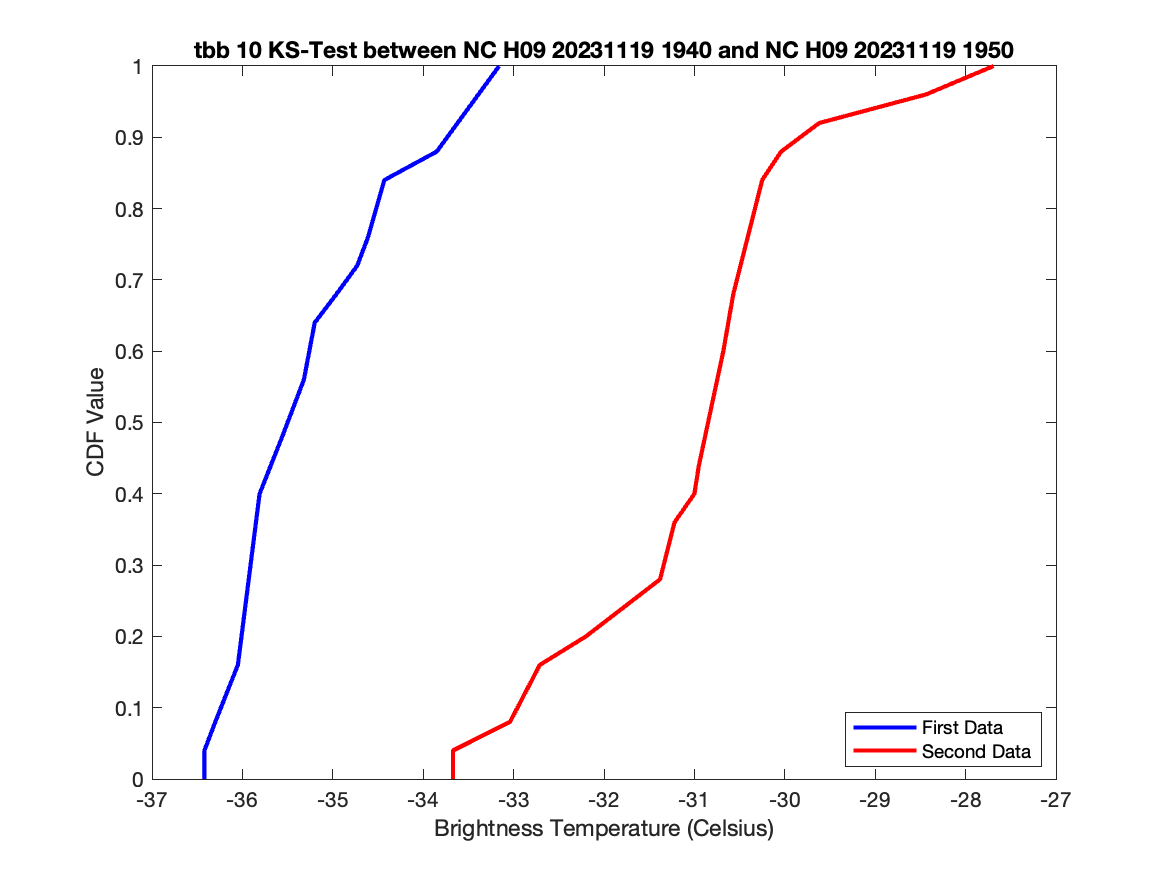 tbb 10 KS-Test between NC H09 20231119 1940 and NC H09 20231119 1950
1
0.9
0.8
0.7
0.6
0.5
0.4
0.3
0.2
0.1
0
CDF Value
First Data
Second Data
-37 -36 -35 -34 -33 -32 -31 -30 -29 -28 -27
Brightness Temperature (Celsius)